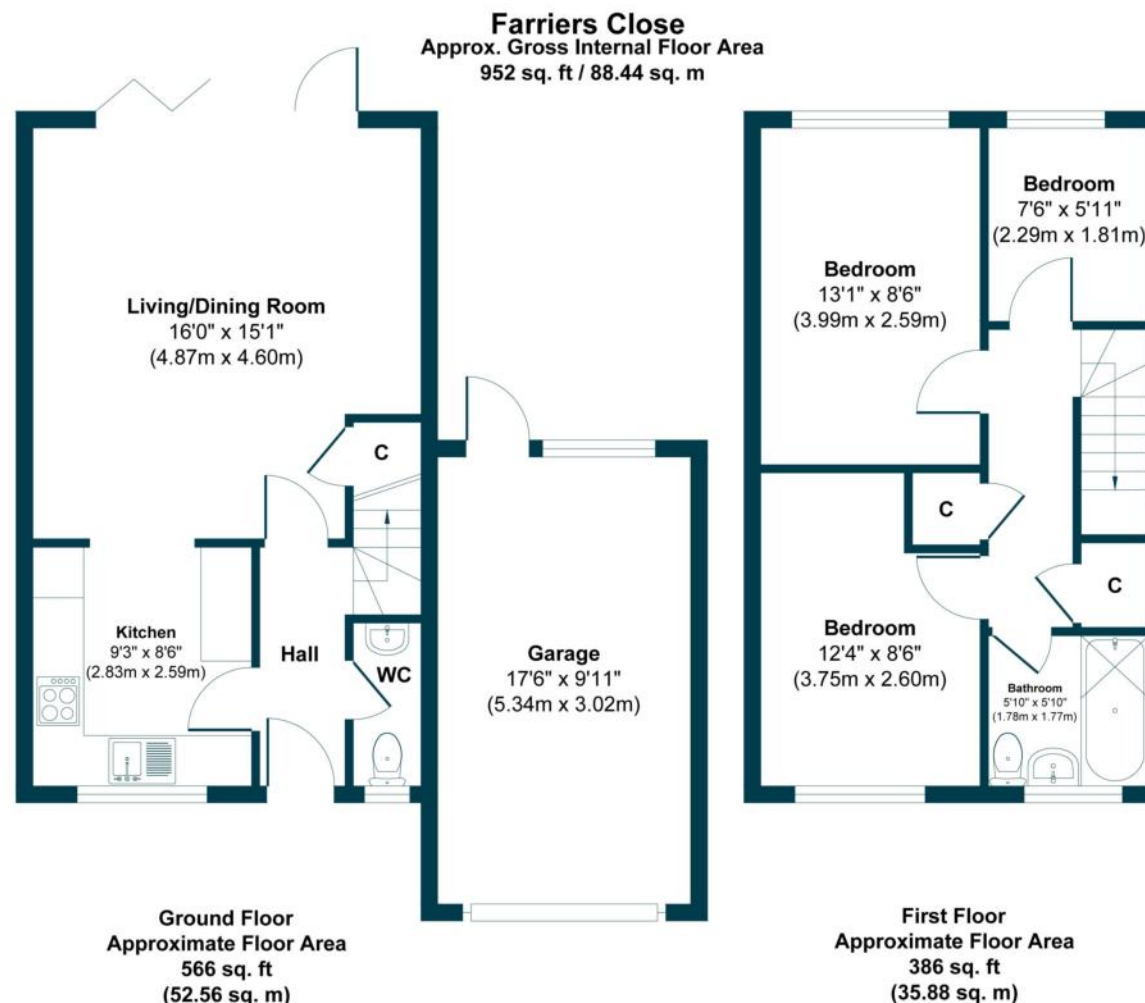 Farriers Close
Approx. Gross Internal Floor Area
952 sq. ft / 88.44 sq. m
Living/Dining Room
16'0" x 15'1"
(4.87m x 4.60m)
C
Kitchen
9'3" x 8'6"
(2.83m x 2.59m)
Hall
WC
Garage
17'6" x 9'11"
(5.34m x 3.02m)
Ground Floor
Approximate Floor Area
566 sq. ft
(52.56 sq. m)
Bedroom
13'1" x 8'6"
(3.99m x 2.59m)
Bedroom
7'6" x 5'11"
(2.29m x 1.81m)
C
C
Bedroom
12'4" x 8'6"
(3.75m x 2.60m)
Bathroom
5'10" x 5'10"
(1.78m x 1.77m)
First Floor
Approximate Floor Area
386 sq. ft
(35.88 sq. m)